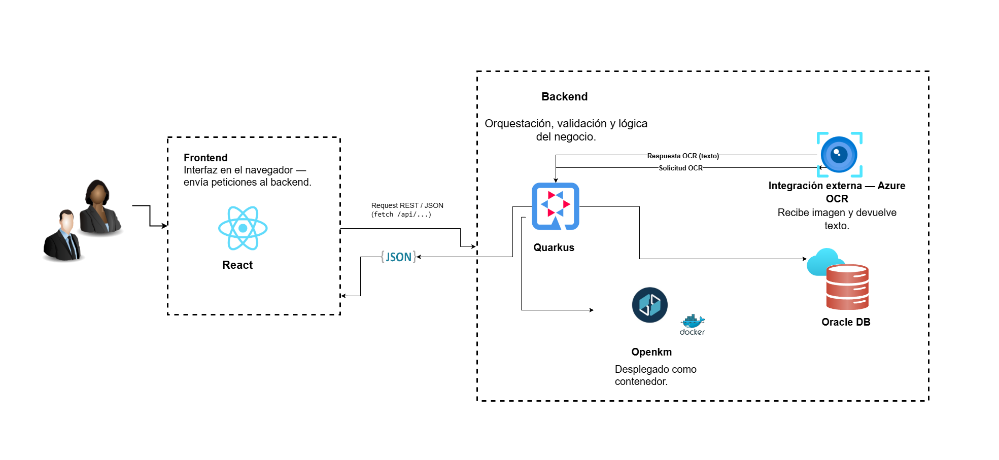 Backend
Orquestación, validación y lógica
del negocio.
Frontend
Interfaz en el navegador —
envía peticiones al backend.
Respuesta OCR (texto)
Solicitud OCR
Integración externa — Azure
OCR
Recibe imagen y devuelve
texto.
Request REST / JSON
(fetch /api/...)
React
{JSON}
Quarkus
docker
Oracle DB
Openkm
Desplegado como
contenedor.